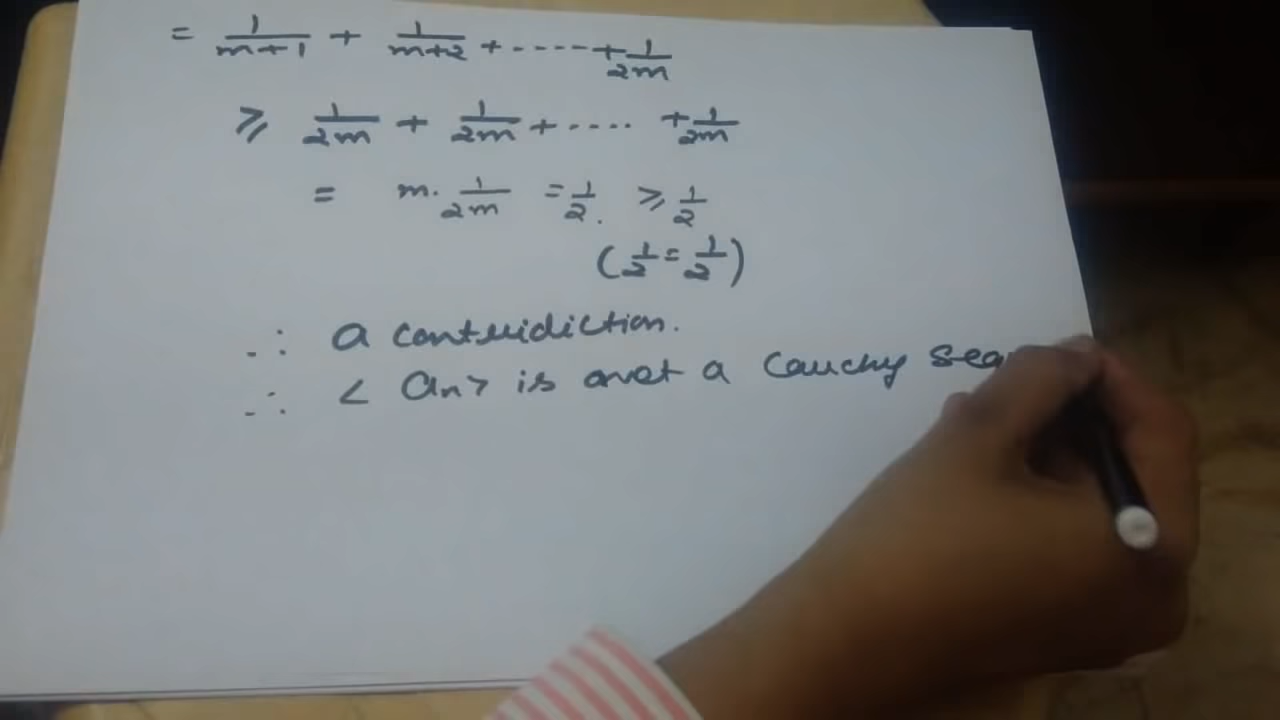 = 1/(m+1) + 1/(m+2) + ----- + 1/2m
≥ 1/2m + 1/2m + .... + 1/2m
= m. 1/2m = 1/2. ≥ 1/2
(1/2 = 1/2)
∴ a contridiction.
∴ < an> is not a Cauchy